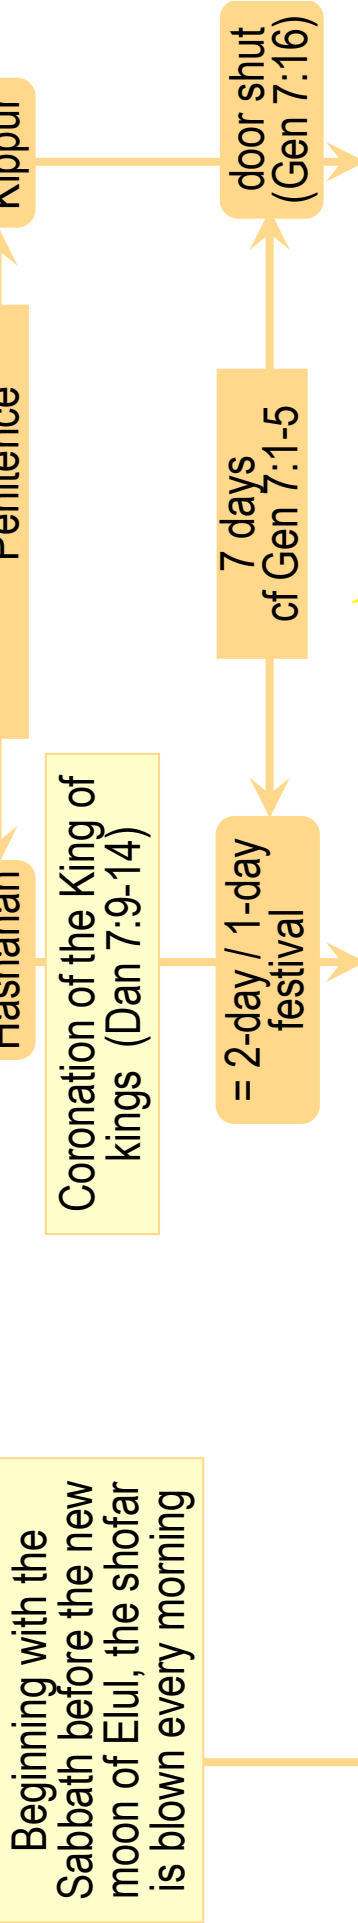 Kippur
Penitence
Hashanah
door shut
(Gen 7:16)
7 days
cf Gen 7:1-5
Coronation of the King of
kings (Dan 7:9-14)
= 2-day / 1-day
festival
Beginning with the
Sabbath before the new
moon of Elul, the shofar
is blown every morning